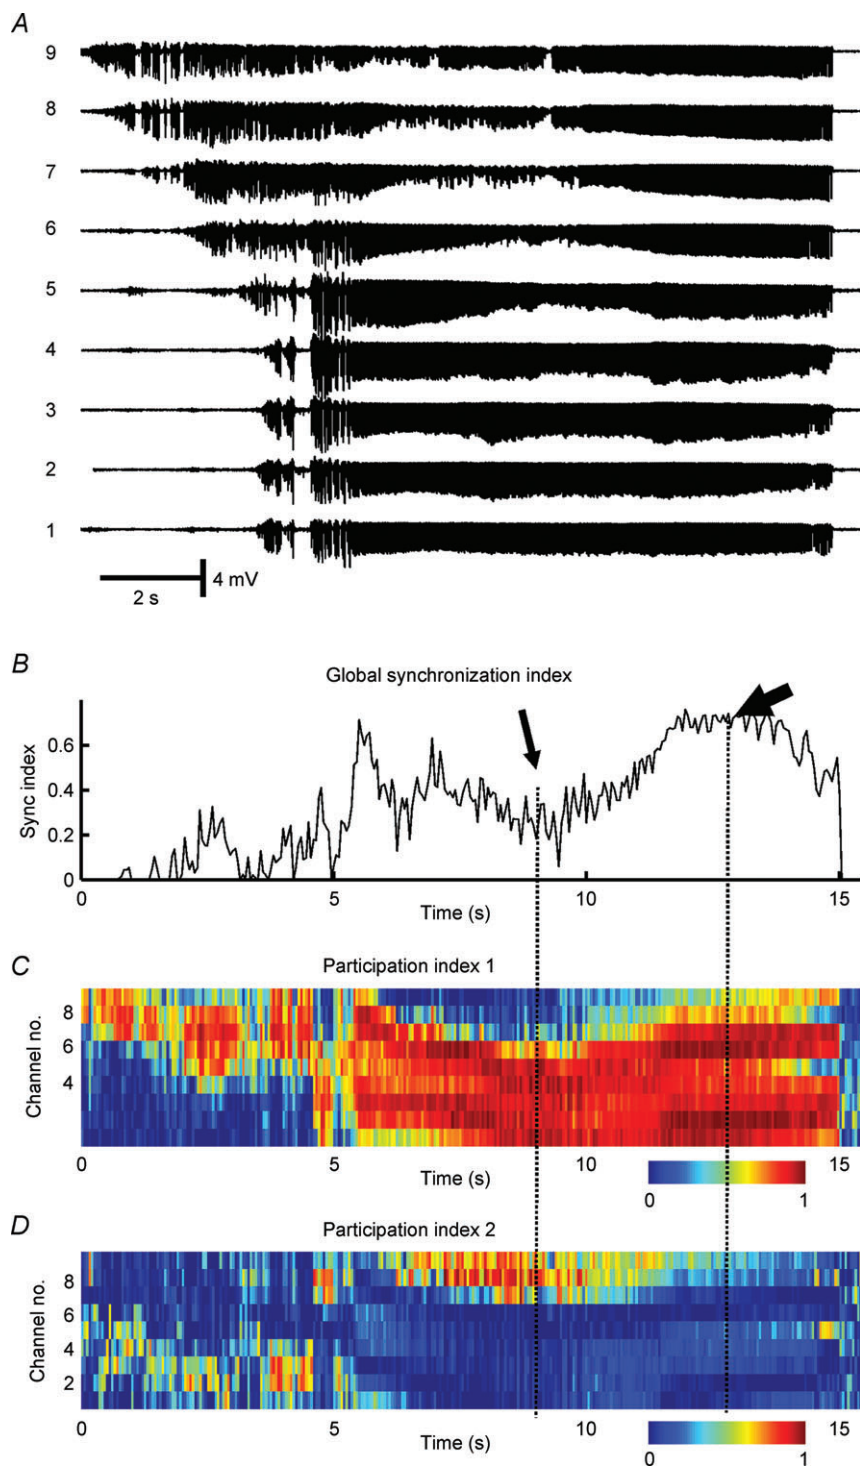 A
9
8
7
6
5
4
3
2
1
4 mV
2 s
B
Global synchronization index
Sync index
0.6
0.4
0.2
0
0 5 10 15
Time (s)
C
Participation index 1
Channel no.
8
6
4
0 5 10 15
Time (s)
0 1
D
Participation index 2
Channel no.
8
6
4
2
0 5 10 15
Time (s)
0 1